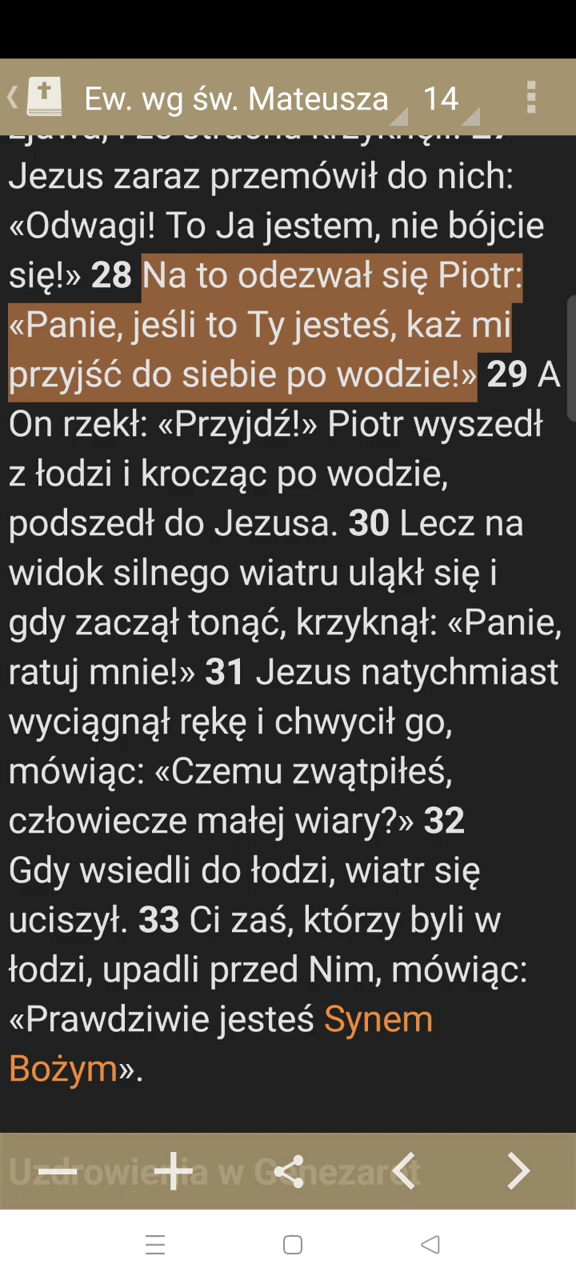 Ew. wg św. Mateusza 14
Jezus zaraz przemówił do nich:
«Odwagi! To Ja jestem, nie bójcie
się!» 28 Na to odezwał się Piotr:
«Panie, jeśli to Ty jesteś, każ mi
przyjść do siebie po wodzie!» 29 A
On rzekł: «Przyjdź!» Piotr wyszedł
z łodzi i krocząc po wodzie,
podszedł do Jezusa. 30 Lecz na
widok silnego wiatru uląkł się i
gdy zaczął tonąć, krzyknął: «Panie,
ratuj mnie!» 31 Jezus natychmiast
wyciągnął rękę i chwycił go,
mówiąc: «Czemu zwątpiłeś,
człowiecze małej wiary?» 32
Gdy wsiedli do łodzi, wiatr się
uciszył. 33 Ci zaś, którzy byli w
łodzi, upadli przed Nim, mówiąc:
«Prawdziwie jesteś Synem
Bożym».
Uzdrowienia w Genezaret